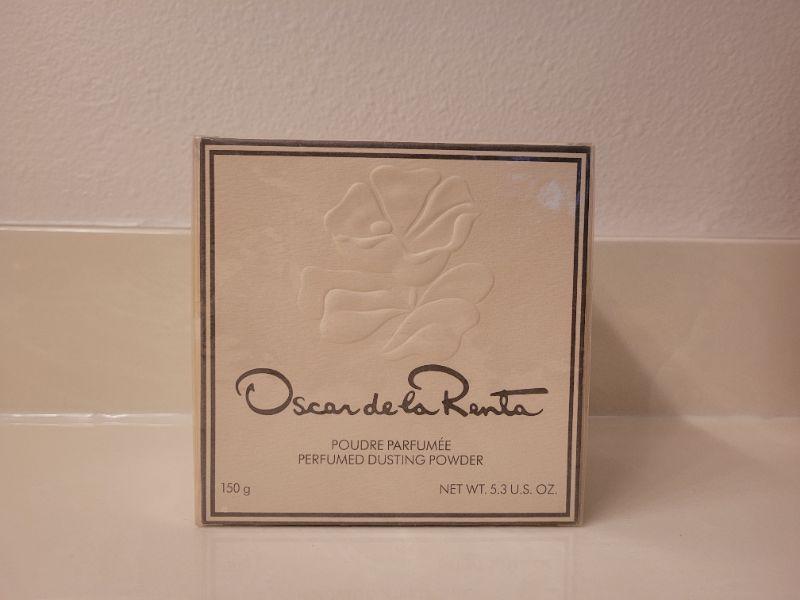 Oscar de la Renta
POUDRE PARFUMÉE
PERFUMED DUSTING POWDER
150 g NET WT. 5.3 U.S. OZ.